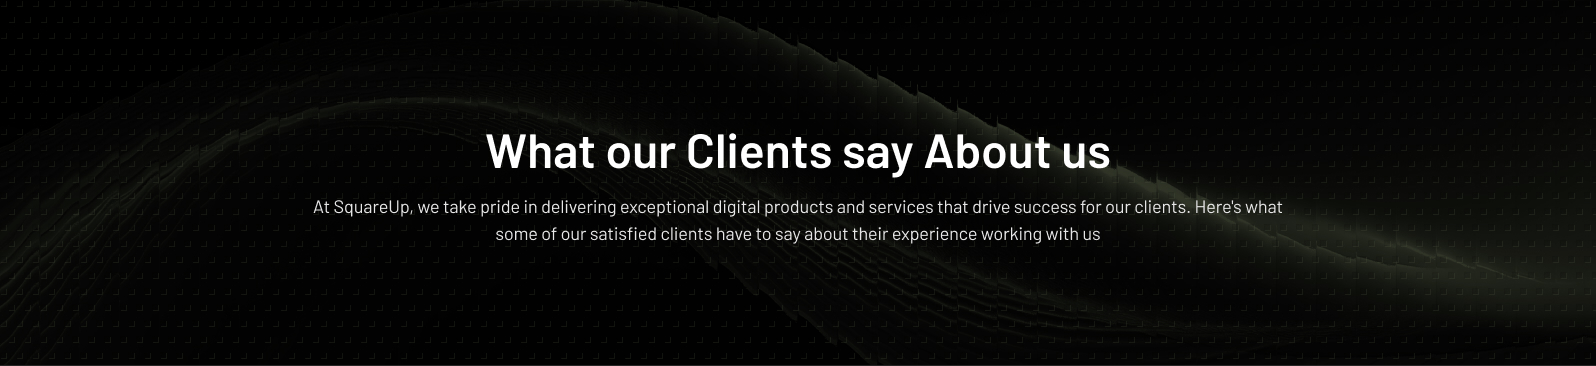 What our Clients say About us
At SquareUp, we take pride in delivering exceptional digital products and services that drive success for our clients. Here's what
some of our satisfied clients have to say about their experience working with us